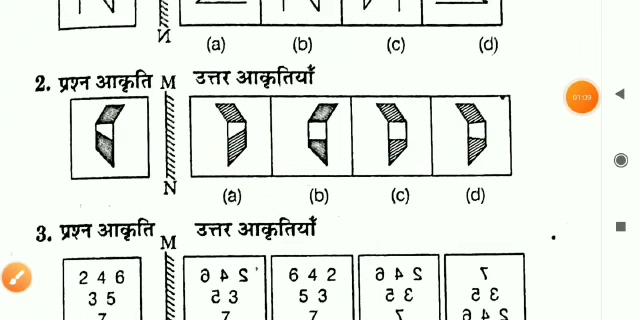 N
(a) (b) (c) (d)
2. प्रश्न आकृति M उत्तर आकृतियाँ
01:09
N
(a) (b) (c) (d)
3. प्रश्न आकृति M उत्तर आकृतियाँ
2 4 6
3 5
7
6 4 2
5 3
7